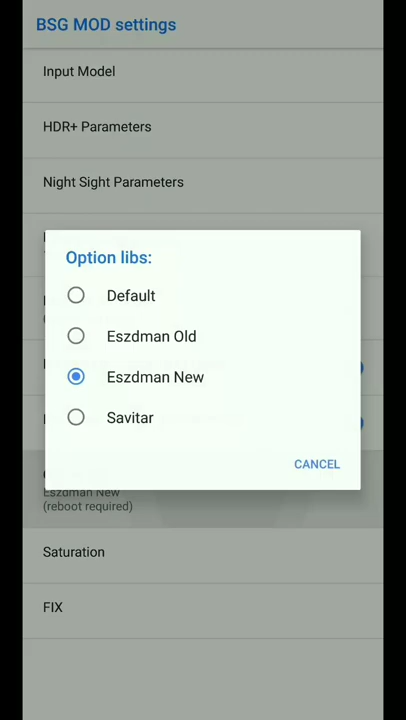 BSG MOD settings
Input Model
HDR+ Parameters
Night Sight Parameters
Option libs:
Default
Eszdman Old
Eszdman New
Savitar
CANCEL
Eszdman New
(reboot required)
Saturation
FIX